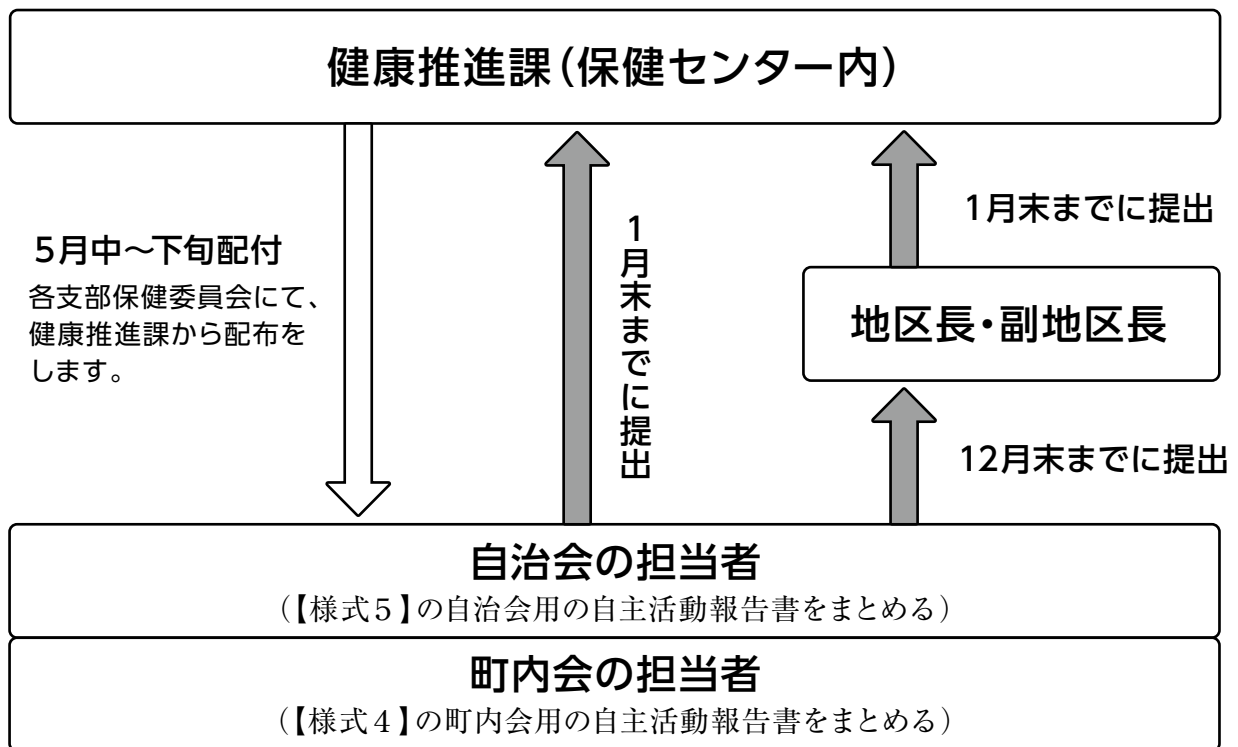 健康推進課（保健センター内）
5月中～下旬配付
各支部保健委員会にて、
健康推進課から配布を
します。
1月末までに提出
1月末までに提出
地区長・副地区長
12月末までに提出
自治会の担当者
（【様式5】の自治会用の自主活動報告書をまとめる）
町内会の担当者
（【様式4】の町内会用の自主活動報告書をまとめる）